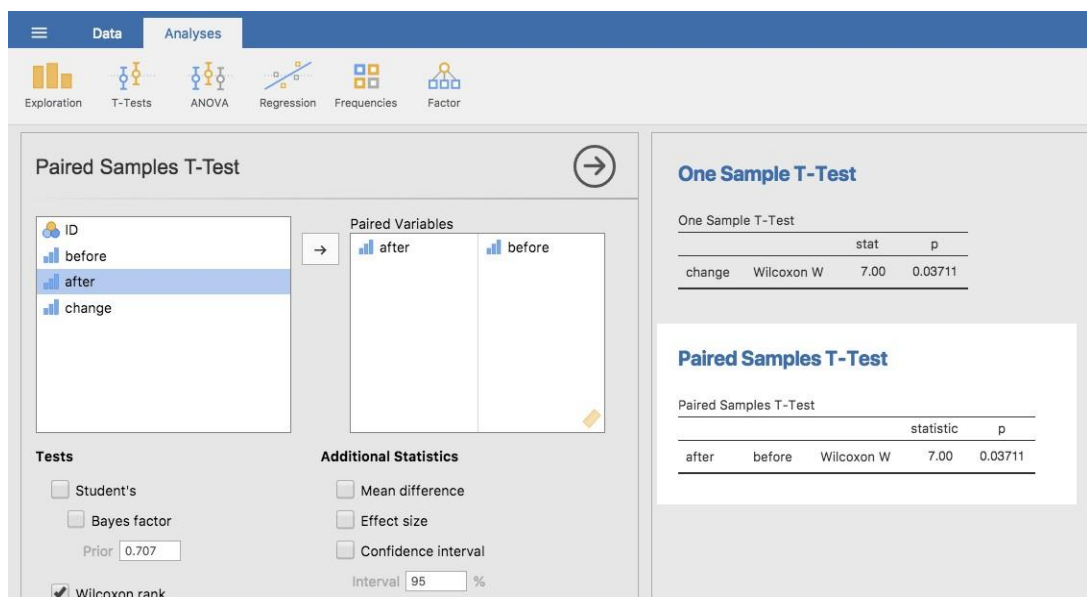 Data Analyses
Exploration T-Tests ANOVA Regression Frequencies Factor
Paired Samples T-Test
ID
before
after
change
Paired Variables
after before
Tests
Student's
Bayes factor
Prior 0.707
Wilcoxon rank
Additional Statistics
Mean difference
Effect size
Confidence interval
Interval 95 %
One Sample T-Test
One Sample T-Test
stat p
change Wilcoxon W 7.00 0.03711
Paired Samples T-Test
Paired Samples T-Test
statistic p
after before Wilcoxon W 7.00 0.03711